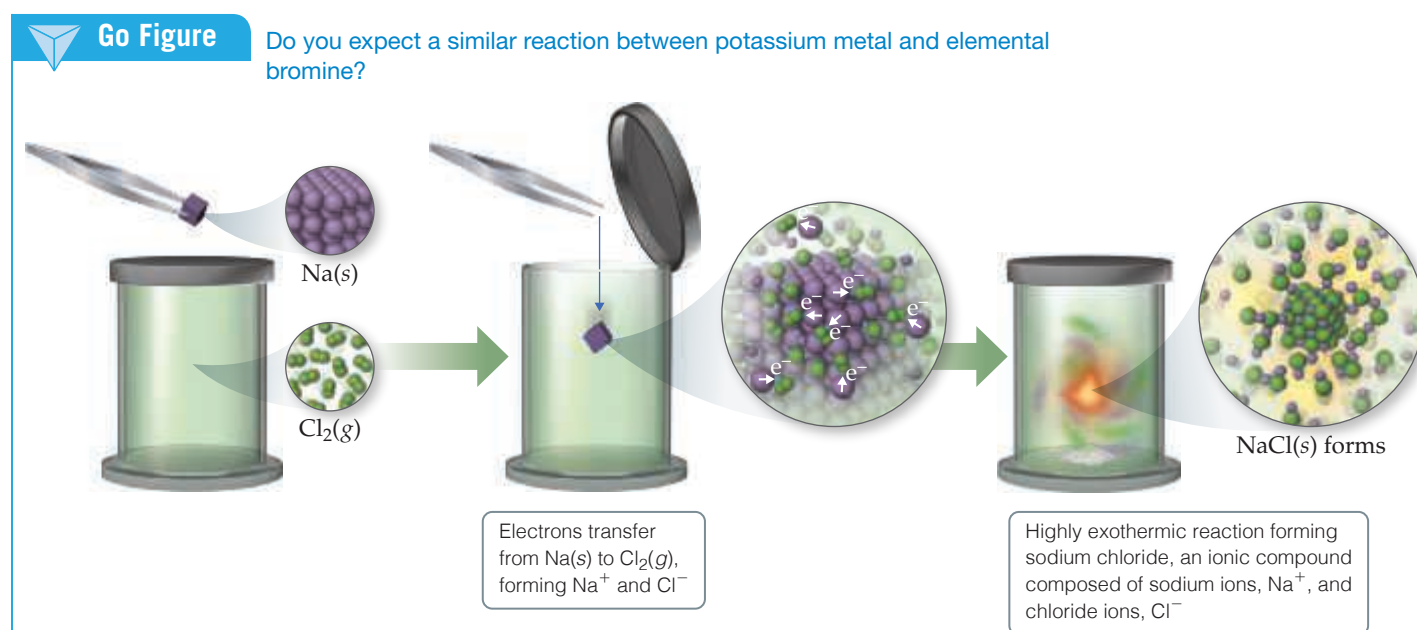 Go Figure
Do you expect a similar reaction between potassium metal and elemental
bromine?
Na(s)
Cl₂(g)
e⁻
e⁻
e⁻
e⁻
e⁻
e⁻
e⁻
NaCl(s) forms
Electrons transfer
from Na(s) to Cl₂(g),
forming Na⁺ and Cl⁻
Highly exothermic reaction forming
sodium chloride, an ionic compound
composed of sodium ions, Na⁺, and
chloride ions, Cl⁻